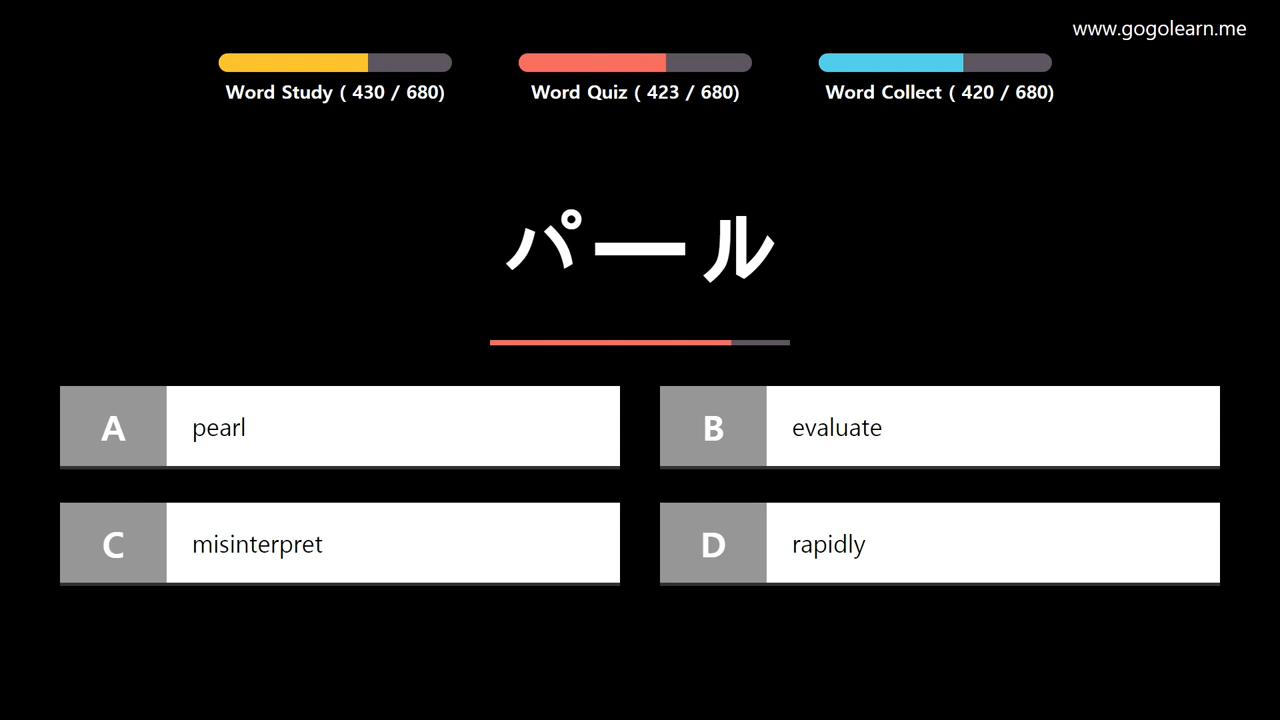 www.gogolearn.me
Word Study ( 430 / 680)
Word Quiz ( 423 / 680)
Word Collect ( 420 / 680)
パール
A
pearl
B
evaluate
C
misinterpret
D
rapidly